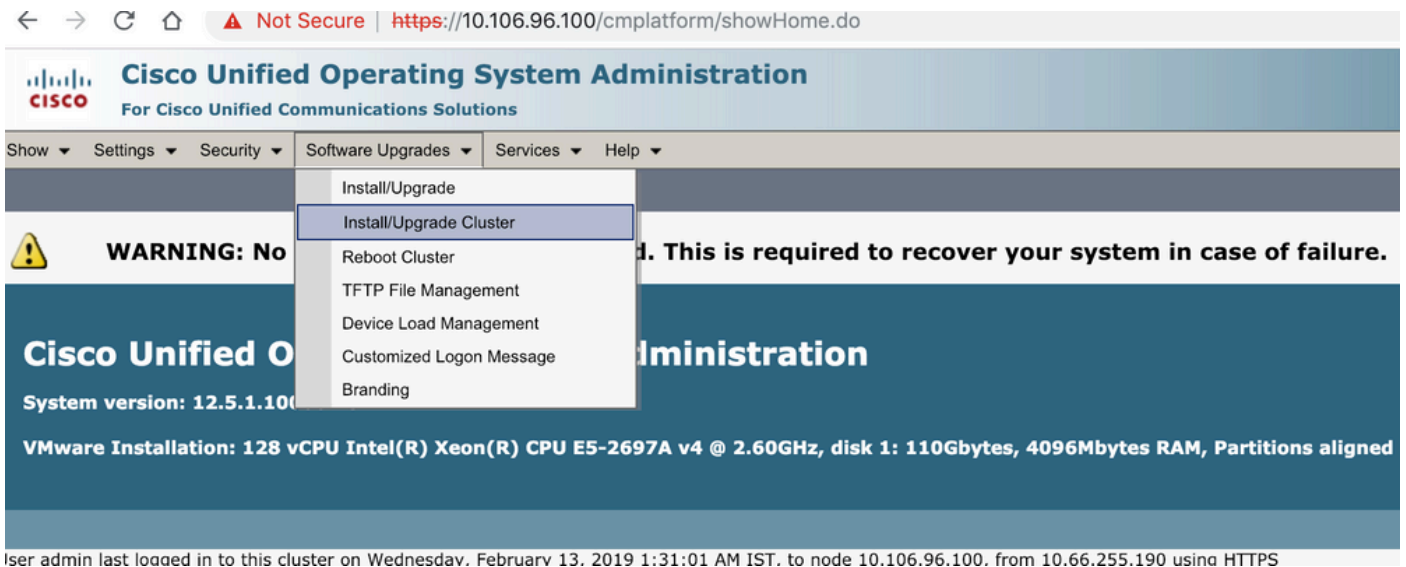 Not Secure | https://10.106.96.100/cmplatform/showHome.do
CISCO
Cisco Unified Operating System Administration
For Cisco Unified Communications Solutions
Show Settings Security Software Upgrades Services Help
Install/Upgrade
Install/Upgrade Cluster
Reboot Cluster
TFTP File Management
Device Load Management
Customized Logon Message
Branding
WARNING: No d. This is required to recover your system in case of failure.
Cisco Unified O ministration
System version: 12.5.1.100
VMware Installation: 128 vCPU Intel(R) Xeon(R) CPU E5-2697A v4 @ 2.60GHz, disk 1: 110Gbytes, 4096Mbytes RAM, Partitions aligned
User admin last logged in to this cluster on Wednesday, February 13, 2019 1:31:01 AM IST, to node 10.106.96.100, from 10.66.255.190 using HTTPS